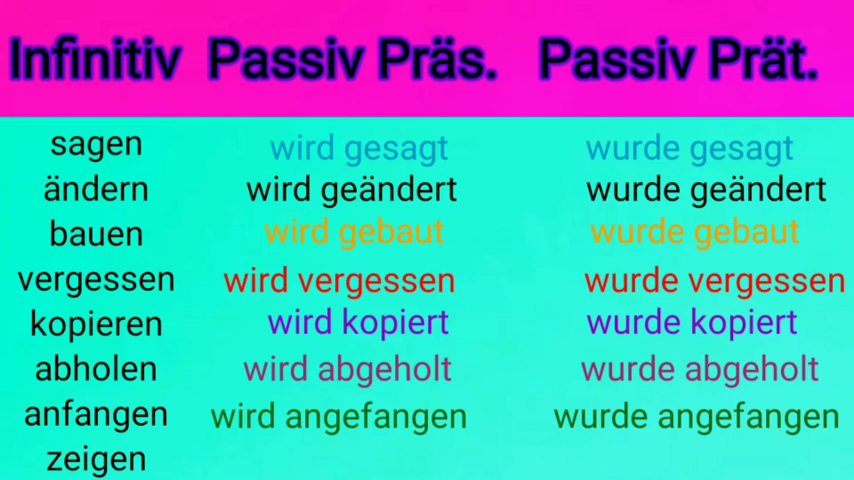 Infinitiv Passiv Präs. Passiv Prät.
sagen wird gesagt wurde gesagt
ändern wird geändert wurde geändert
bauen wird gebaut wurde gebaut
vergessen wird vergessen wurde vergessen
kopieren wird kopiert wurde kopiert
abholen wird abgeholt wurde abgeholt
anfangen wird angefangen wurde angefangen
zeigen